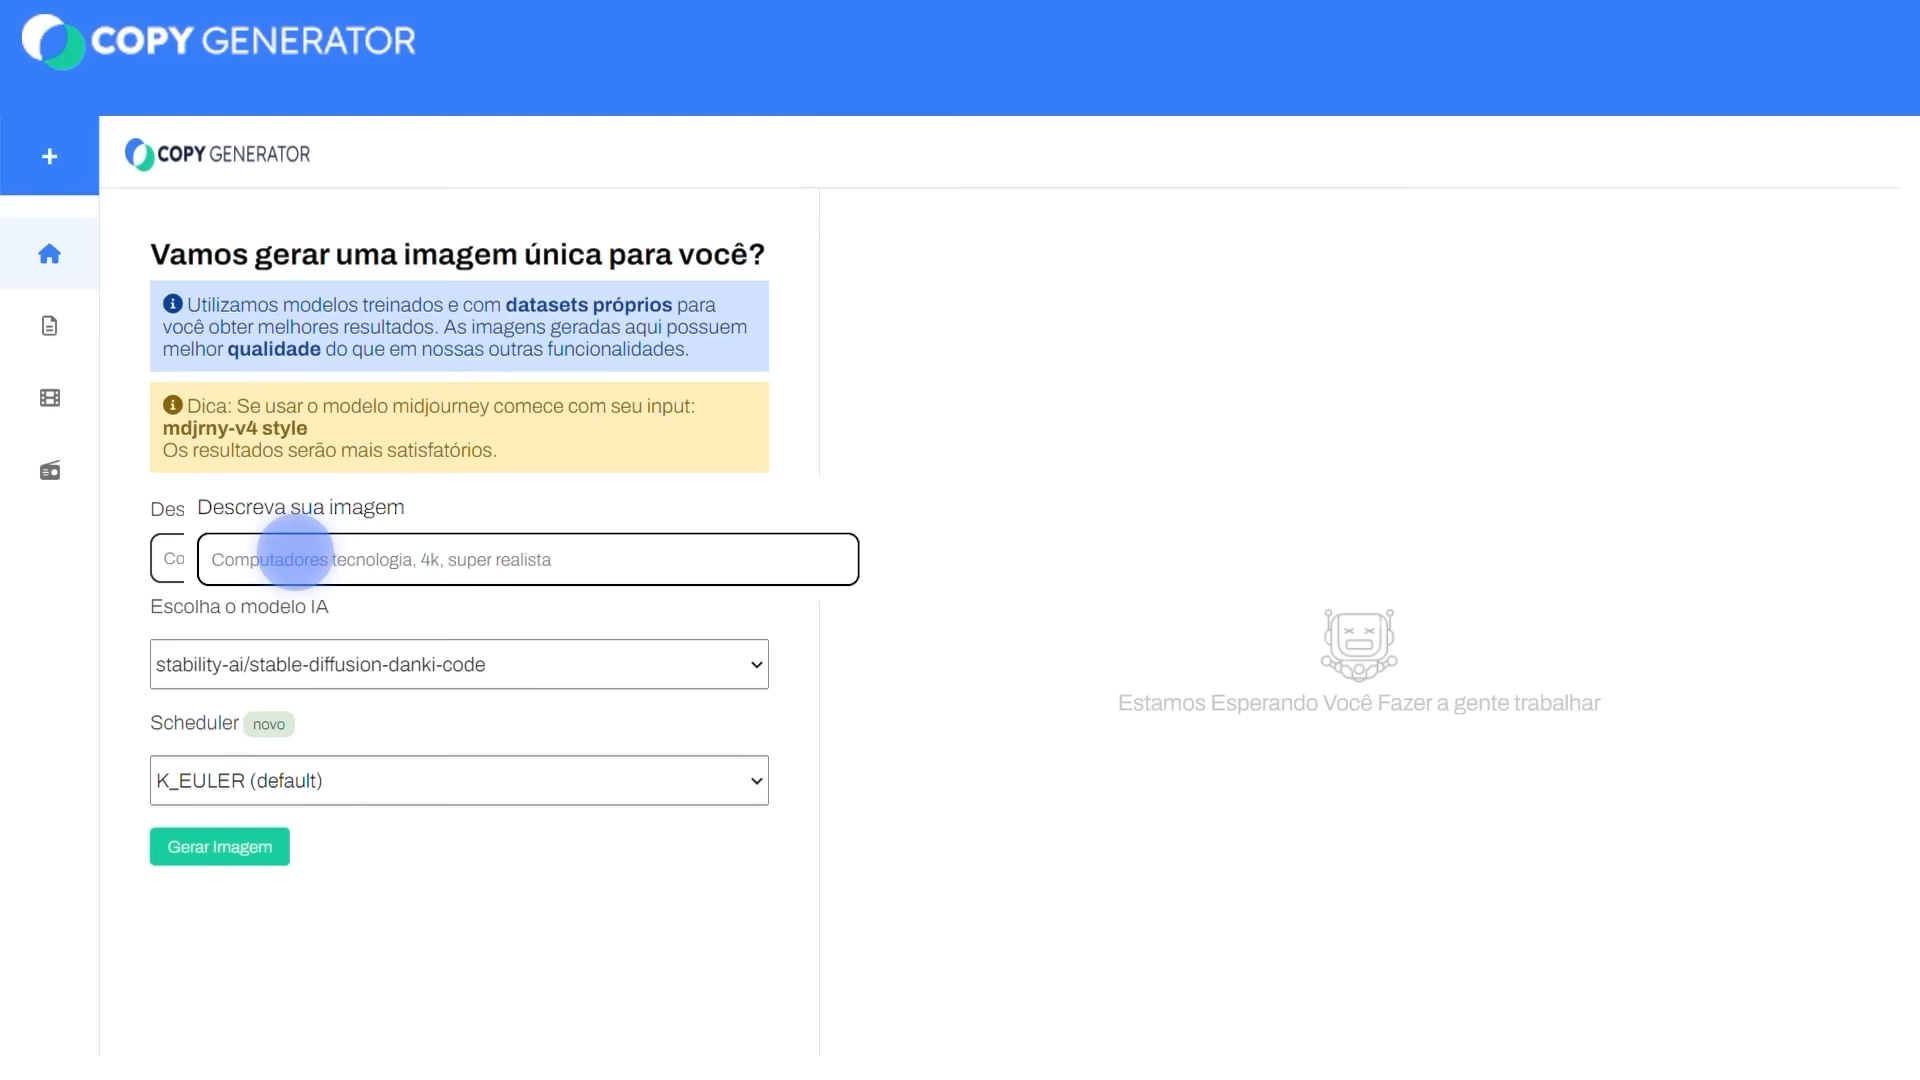 COPY GENERATOR
COPY GENERATOR
Vamos gerar uma imagem única para você?
Utilizamos modelos treinados e com datasets próprios para
você obter melhores resultados. As imagens geradas aqui possuem
melhor qualidade do que em nossas outras funcionalidades.
Dica: Se usar o modelo midjourney comece com seu input:
mdjrny-v4 style
Os resultados serão mais satisfatórios.
Des
Descreva sua imagem
Co
Computadores tecnologia, 4k, super realista
Escolha o modelo IA
stability-ai/stable-diffusion-danki-code
Scheduler novo
K_EULER (default)
Gerar Imagem
Estamos Esperando Você Fazer a gente trabalhar